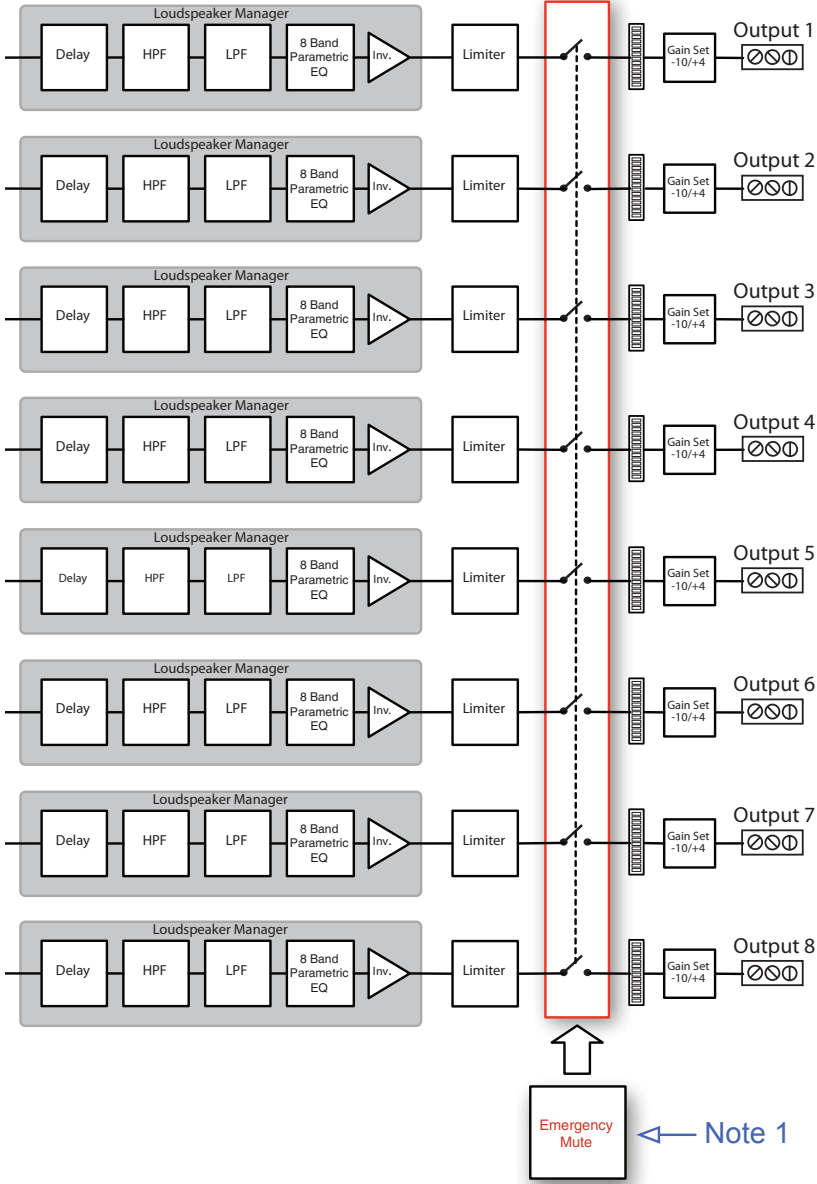 Loudspeaker Manager
Delay HPF LPF 8 Band Parametric EQ Inv. Limiter Gain Set -10/+4 Output 1
Loudspeaker Manager
Delay HPF LPF 8 Band Parametric EQ Inv. Limiter Gain Set -10/+4 Output 2
Loudspeaker Manager
Delay HPF LPF 8 Band Parametric EQ Inv. Limiter Gain Set -10/+4 Output 3
Loudspeaker Manager
Delay HPF LPF 8 Band Parametric EQ Inv. Limiter Gain Set -10/+4 Output 4
Loudspeaker Manager
Delay HPF LPF 8 Band Parametric EQ Inv. Limiter Gain Set -10/+4 Output 5
Loudspeaker Manager
Delay HPF LPF 8 Band Parametric EQ Inv. Limiter Gain Set -10/+4 Output 6
Loudspeaker Manager
Delay HPF LPF 8 Band Parametric EQ Inv. Limiter Gain Set -10/+4 Output 7
Loudspeaker Manager
Delay HPF LPF 8 Band Parametric EQ Inv. Limiter Gain Set -10/+4 Output 8
Emergency
Mute
Note 1